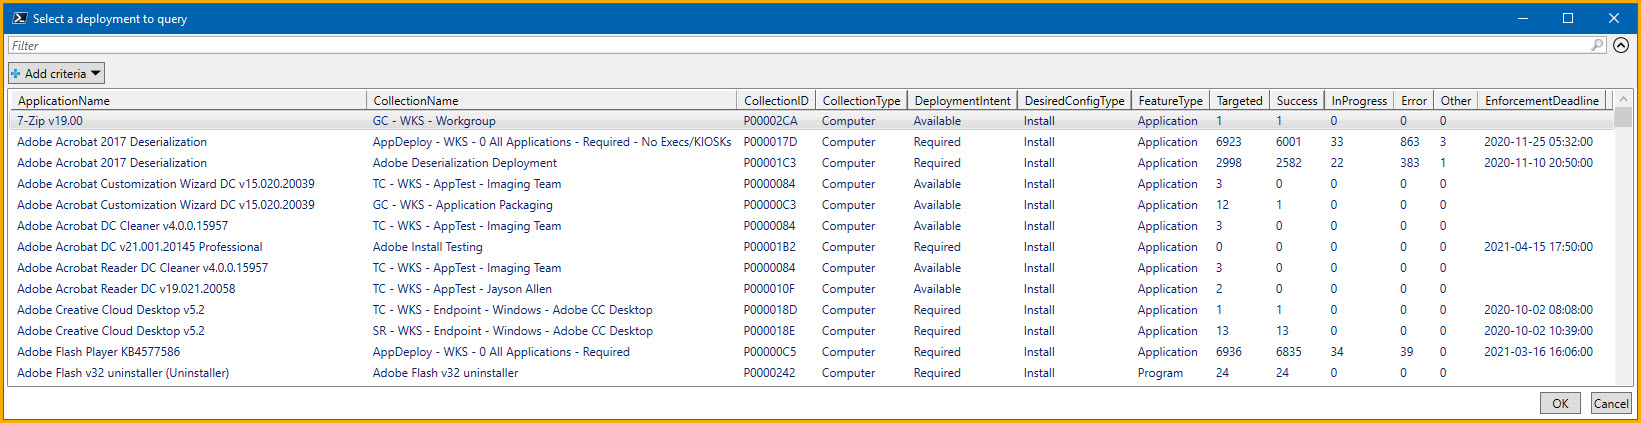 Select a deployment to query
Filter
Add criteria
ApplicationName CollectionName CollectionID CollectionType DeploymentIntent DesiredConfigType FeatureType Targeted Success InProgress Error Other EnforcementDeadline
7-Zip v19.00 GC - WKS - Workgroup P00002CA Computer Available Install Application 1 1 0 0 0
Adobe Acrobat 2017 Deserialization AppDeploy - WKS - 0 All Applications - Required - No Execs/KIOSKs P000017D Computer Required Install Application 6923 6001 33 863 3 2020-11-25 05:32:00
Adobe Acrobat 2017 Deserialization Adobe Deserialization Deployment P00001C3 Computer Required Install Application 2998 2582 22 383 1 2020-11-10 20:50:00
Adobe Acrobat Customization Wizard DC v15.020.20039 TC - WKS - AppTest - Imaging Team P0000084 Computer Available Install Application 3 0 0 0 0
Adobe Acrobat Customization Wizard DC v15.020.20039 GC - WKS - Application Packaging P00000C3 Computer Available Install Application 12 1 0 0 0
Adobe Acrobat DC Cleaner v4.0.0.15957 TC - WKS - AppTest - Imaging Team P0000084 Computer Available Install Application 3 0 0 0 0
Adobe Acrobat DC v21.001.20145 Professional Adobe Install Testing P00001B2 Computer Required Install Application 0 0 0 0 0 2021-04-15 17:50:00
Adobe Acrobat Reader DC Cleaner v4.0.0.15957 TC - WKS - AppTest - Imaging Team P0000084 Computer Available Install Application 3 0 0 0 0
Adobe Acrobat Reader DC v19.021.20058 TC - WKS - AppTest - Jayson Allen P000010F Computer Available Install Application 2 0 0 0 0
Adobe Creative Cloud Desktop v5.2 TC - WKS - Endpoint - Windows - Adobe CC Desktop P000018D Computer Required Install Application 1 1 0 0 0 2020-10-02 08:08:00
Adobe Creative Cloud Desktop v5.2 SR - WKS - Endpoint - Windows - Adobe CC Desktop P000018E Computer Required Install Application 13 13 0 0 0 2020-10-02 10:39:00
Adobe Flash Player KB4577586 AppDeploy - WKS - 0 All Applications - Required P00000C5 Computer Required Install Application 6936 6835 34 39 0 2021-03-16 16:06:00
Adobe Flash v32 uninstaller (Uninstaller) Adobe Flash v32 uninstaller P0000242 Computer Required Install Program 24 24 0 0 0
OK Cancel